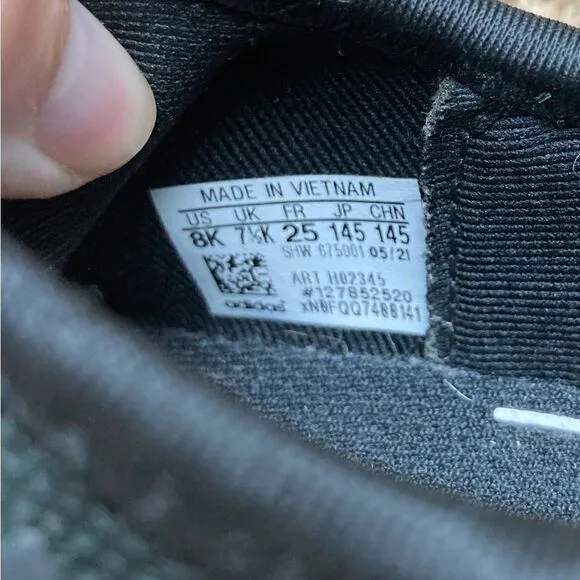 MADE IN VIETNAM
US UK FR JP CHN
8K 7½K 25 145 145
SHW 675001 05/21
ART H02345
#127852520
adidas xN8FQQ7488141